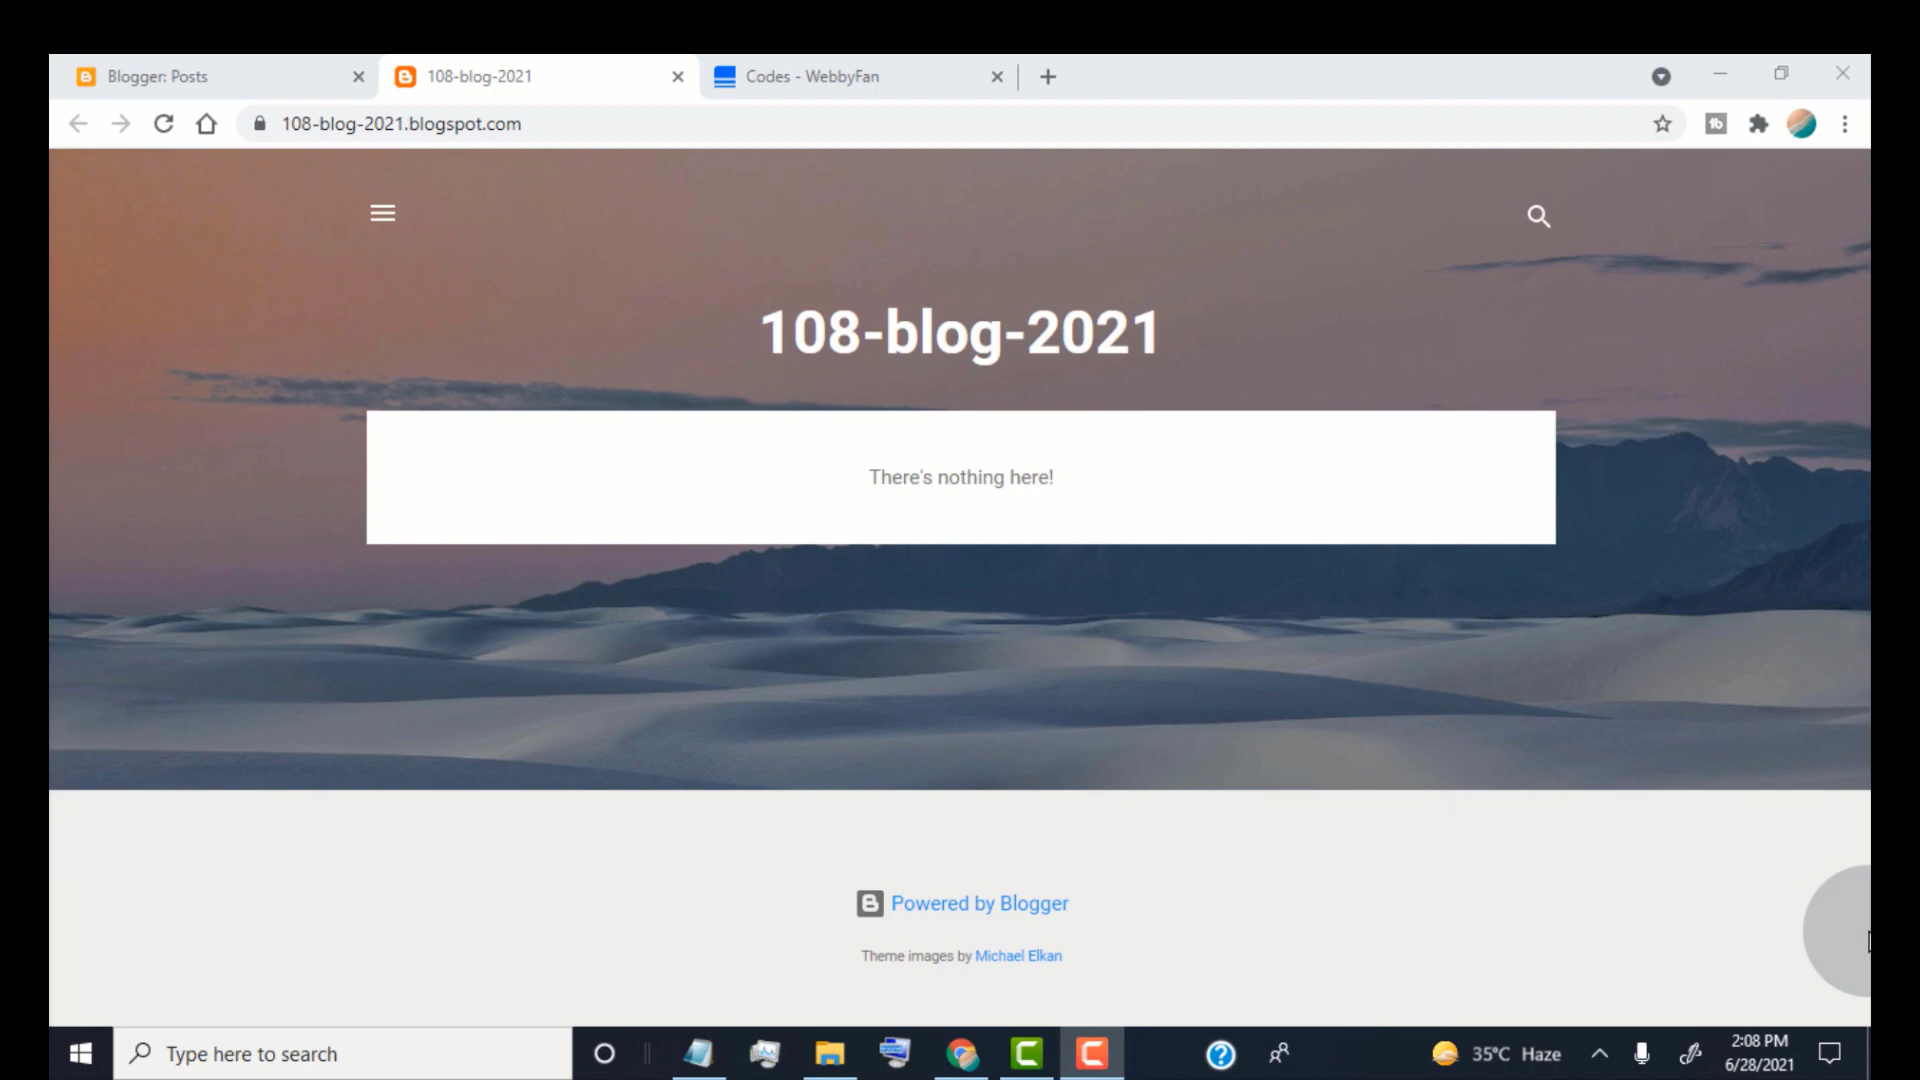 Blogger: Posts
108-blog-2021
Codes - WebbyFan
108-blog-2021.blogspot.com
108-blog-2021
There's nothing here!
Powered by Blogger
Theme images by Michael Elkan
Type here to search
35°C Haze
2:08 PM
6/28/2021